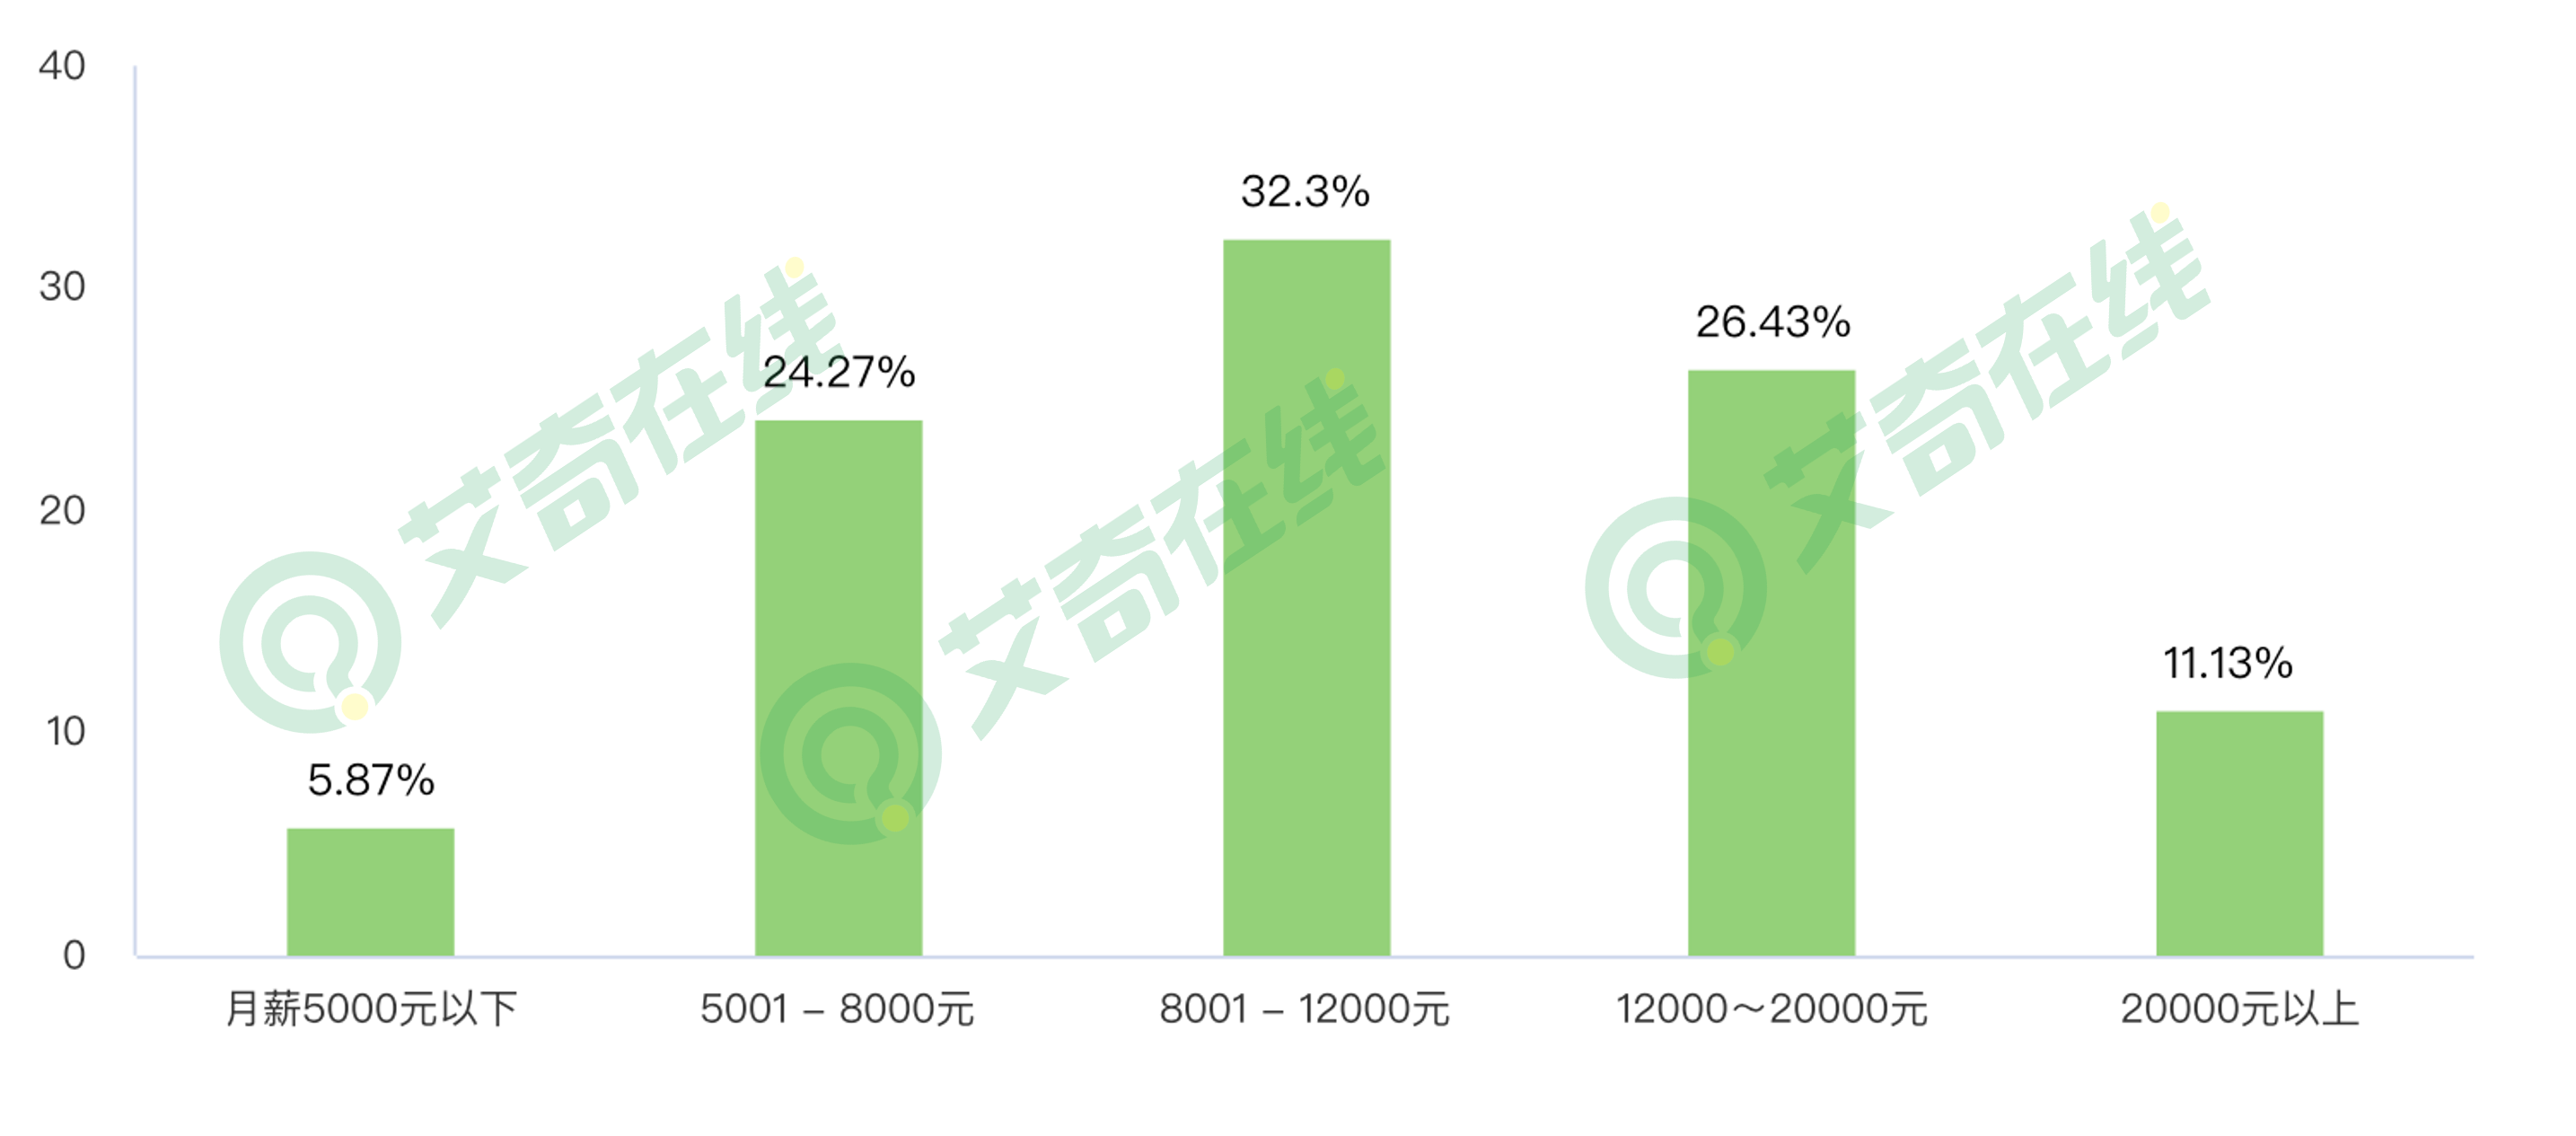 40
32.3%
30
26.43%
24.27%
20
11.13%
10
5.87%
0
月薪5000元以下
5001 – 8000元
8001 – 12000元
12000～20000元
20000元以上
艾奇在线
艾奇在线
艾奇在线